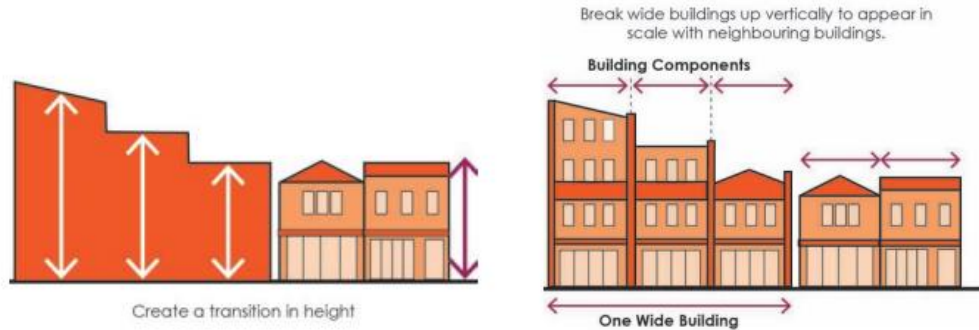 Create a transition in height
Break wide buildings up vertically to appear in
scale with neighbouring buildings.
Building Components
One Wide Building